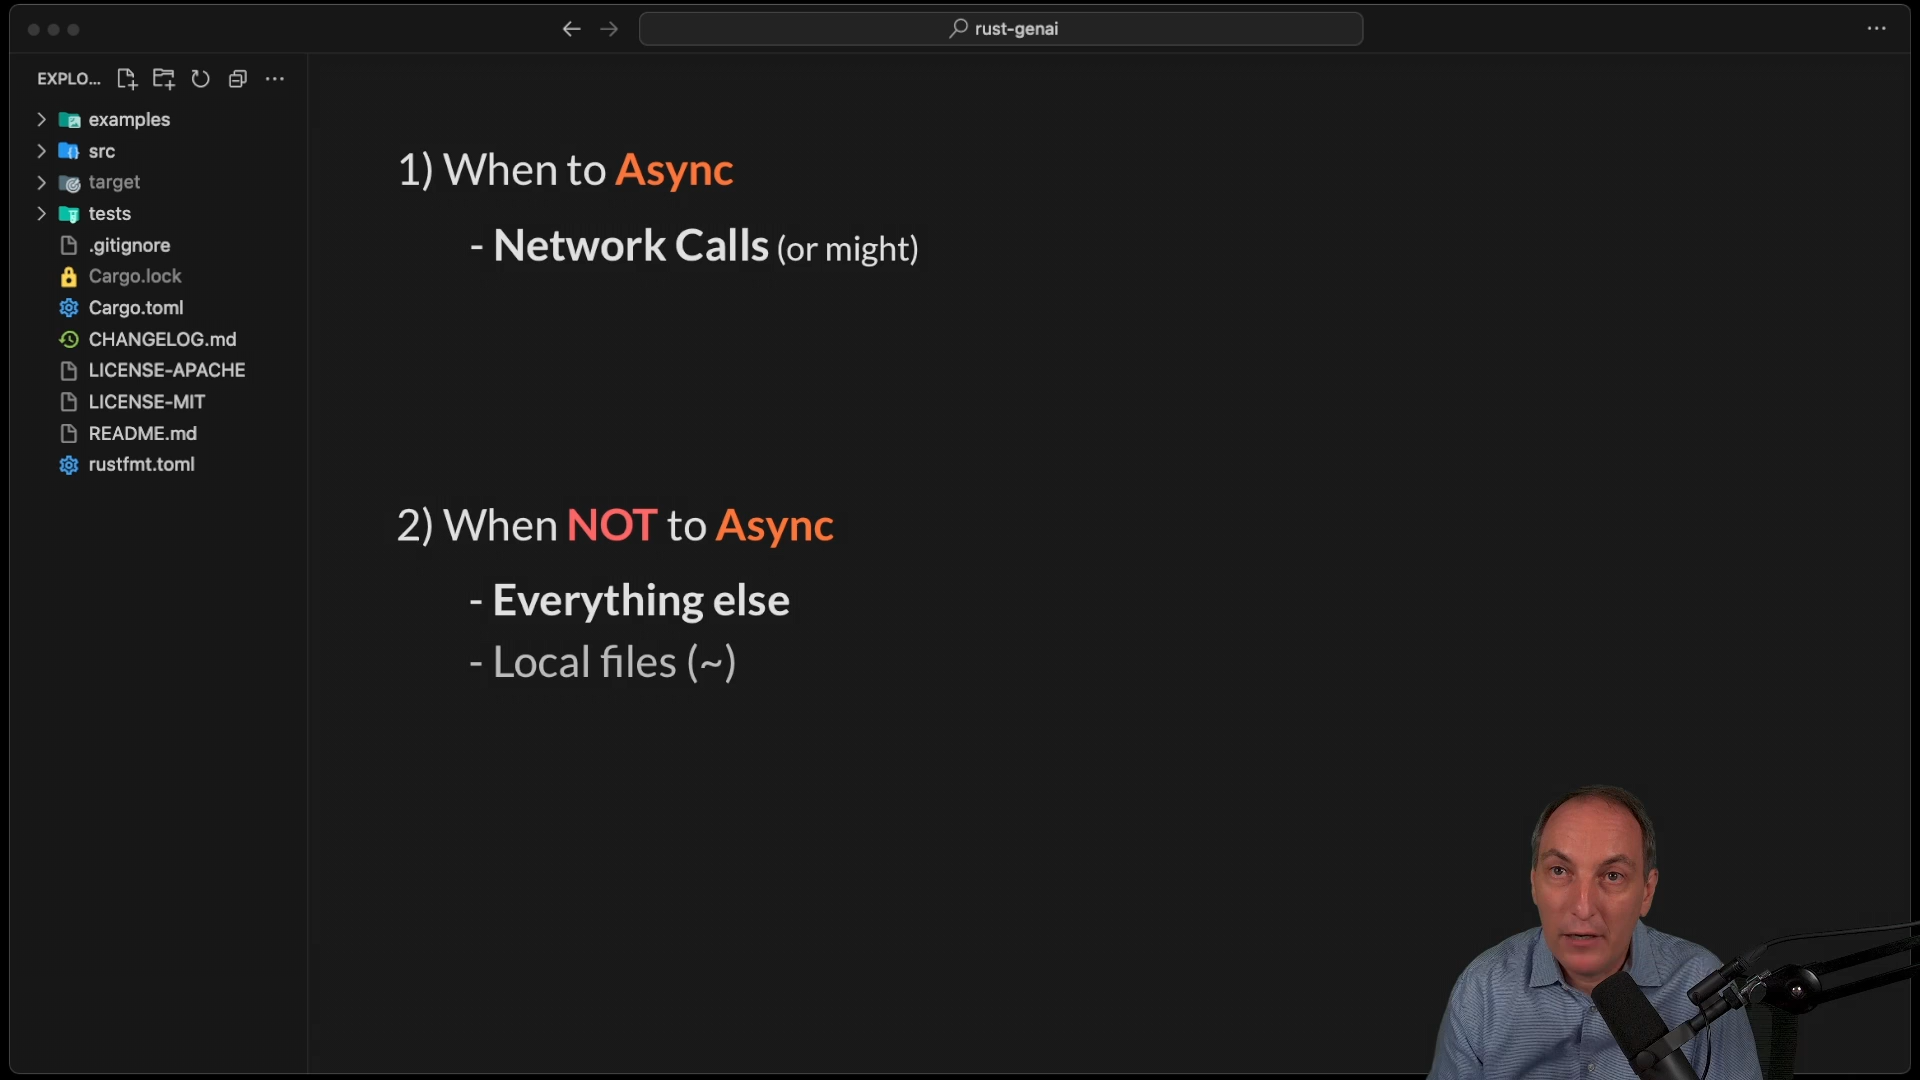 rust-genai
EXPLO...
examples
src
target
tests
.gitignore
Cargo.lock
Cargo.toml
CHANGELOG.md
LICENSE-APACHE
LICENSE-MIT
README.md
rustfmt.toml
1) When to Async
- Network Calls (or might)
2) When NOT to Async
- Everything else
- Local files (~)